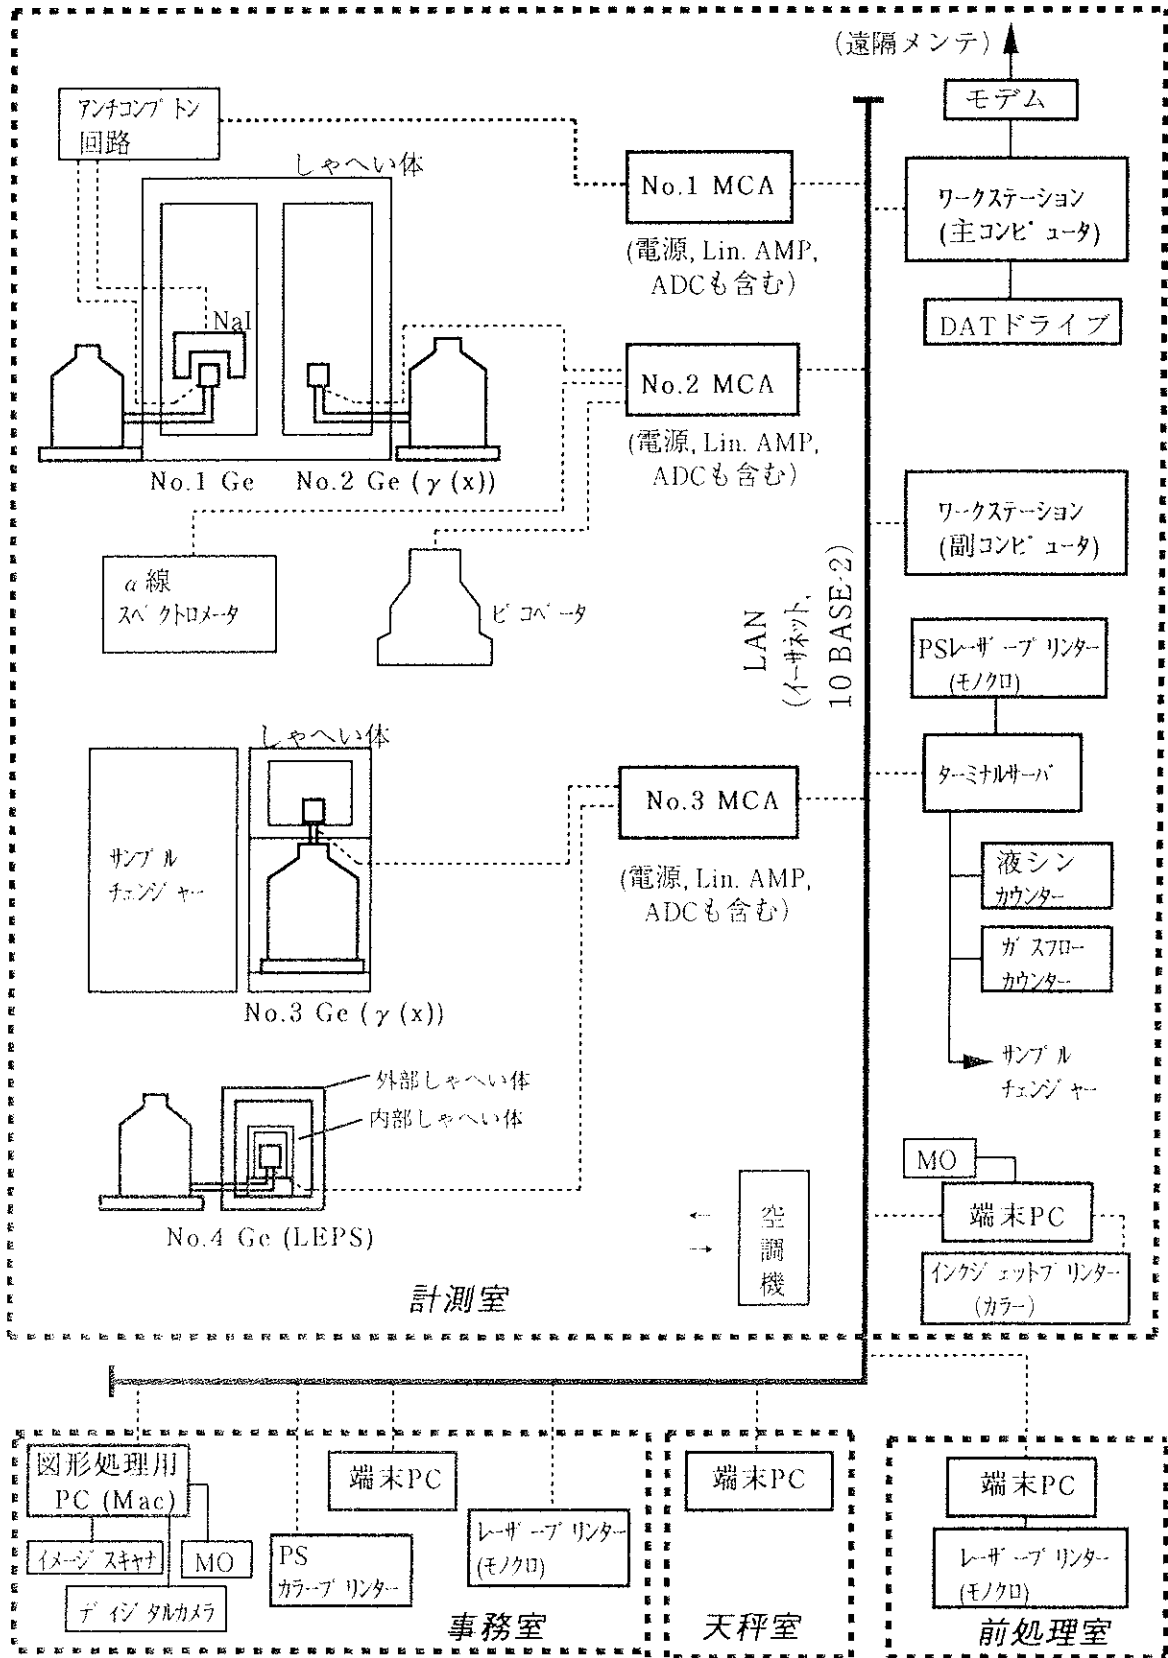 (遠隔メンテ)
モデム
アンチコンプトン
回路
しゃへい体
No.1 MCA
(電源, Lin. AMP,
ADCも含む)
ワークステーション
(主コンピュータ)
DATドライブ
NaI
No.2 MCA
(電源, Lin. AMP,
ADCも含む)
No.1 Ge
No.2 Ge (γ(x))
ワークステーション
(副コンピュータ)
α線
スペクトロメータ
ピコベータ
LAN
(イーサネット,
10 BASE-2)
PSレーザープリンター
(モノクロ)
しゃへい体
サンプル
チェンジャー
No.3 MCA
(電源, Lin. AMP,
ADCも含む)
ターミナルサーバ
液シン
カウンター
ガスフロー
カウンター
No.3 Ge (γ(x))
サンプル
チェンジャー
外部しゃへい体
内部しゃへい体
No.4 Ge (LEPS)
MO
端末PC
インクジェットプリンター
(カラー)
←
→
空
調
機
計測室
図形処理用
PC (Mac)
イメージスキャナ
MO
ディジタルカメラ
端末PC
PS
カラープリンター
レーザープリンター
(モノクロ)
事務室
端末PC
天秤室
端末PC
レーザープリンター
(モノクロ)
前処理室